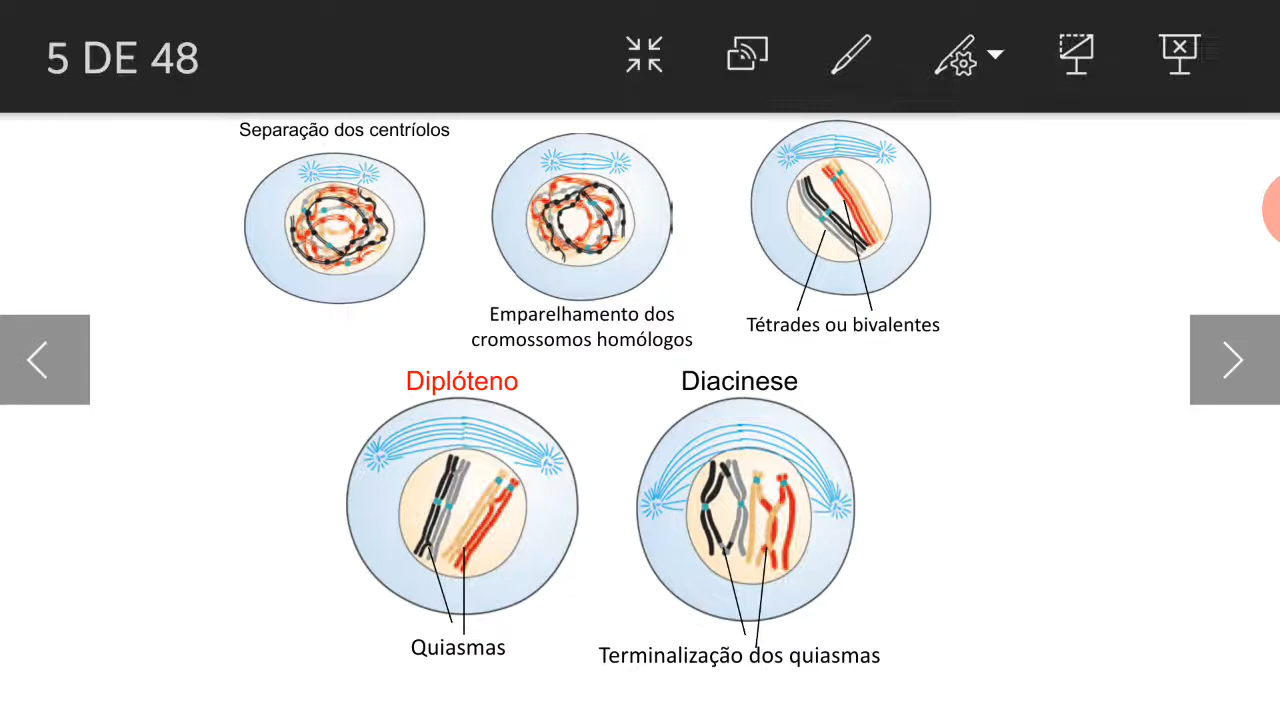 5 DE 48
Separação dos centríolos
Emparelhamento dos
cromossomos homólogos
Tétrades ou bivalentes
Diplóteno
Diacinese
Quiasmas
Terminalização dos quiasmas